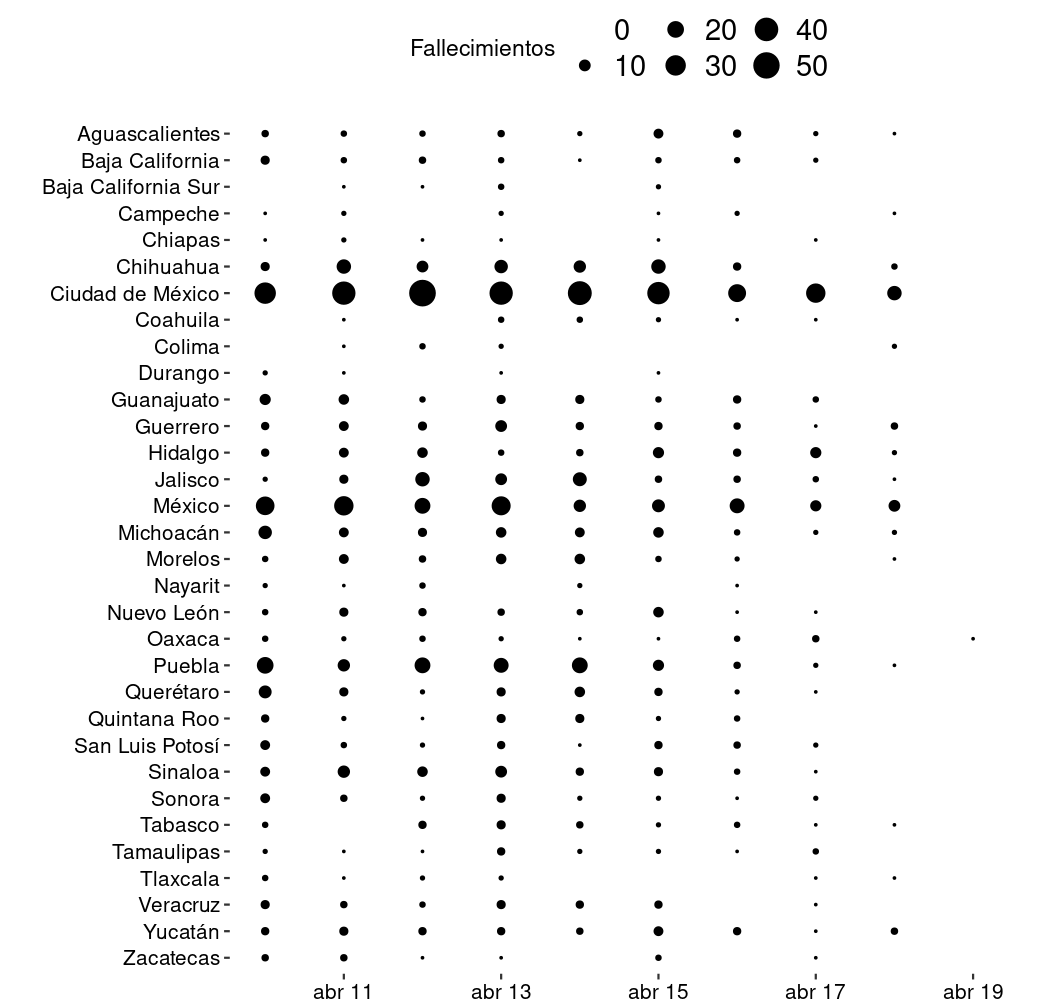 Fallecimientos
0 20 40
10 30 50
Aguascalientes
Baja California
Baja California Sur
Campeche
Chiapas
Chihuahua
Ciudad de México
Coahuila
Colima
Durango
Guanajuato
Guerrero
Hidalgo
Jalisco
México
Michoacán
Morelos
Nayarit
Nuevo León
Oaxaca
Puebla
Querétaro
Quintana Roo
San Luis Potosí
Sinaloa
Sonora
Tabasco
Tamaulipas
Tlaxcala
Veracruz
Yucatán
Zacatecas
abr 11 abr 13 abr 15 abr 17 abr 19